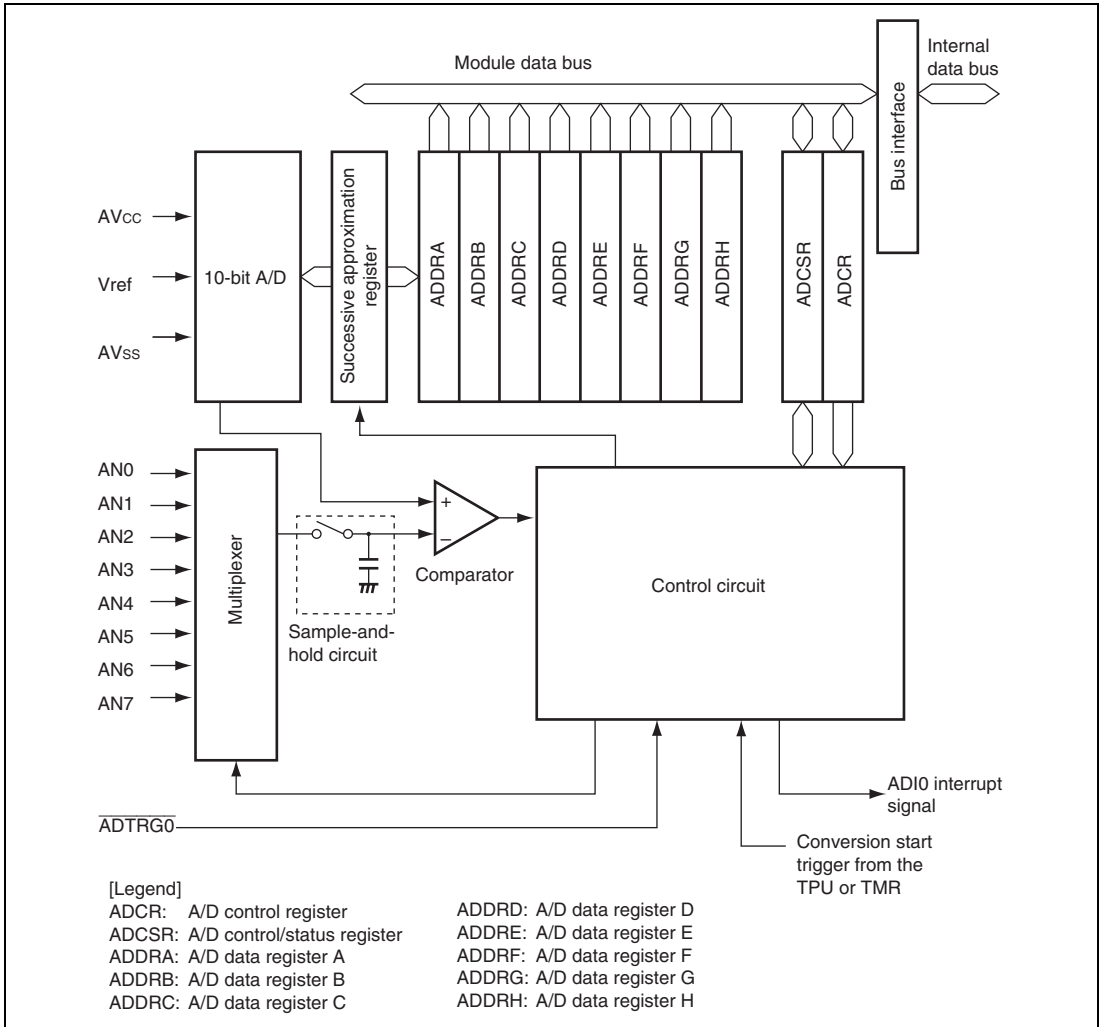 Module data bus
Internal
data bus
Bus interface
AVCC
Vref
AVSS
10-bit A/D
Successive approximation
register
ADDRA
ADDRB
ADDRC
ADDRD
ADDRE
ADDRF
ADDRG
ADDRH
ADCSR
ADCR
AN0
AN1
AN2
AN3
AN4
AN5
AN6
AN7
Multiplexer
+
−
Comparator
Sample-and-
hold circuit
Control circuit
ADI0 interrupt
signal
ADTRG0
Conversion start
trigger from the
TPU or TMR
[Legend]
ADCR: A/D control register
ADCSR: A/D control/status register
ADDRA: A/D data register A
ADDRB: A/D data register B
ADDRC: A/D data register C
ADDRD: A/D data register D
ADDRE: A/D data register E
ADDRF: A/D data register F
ADDRG: A/D data register G
ADDRH: A/D data register H